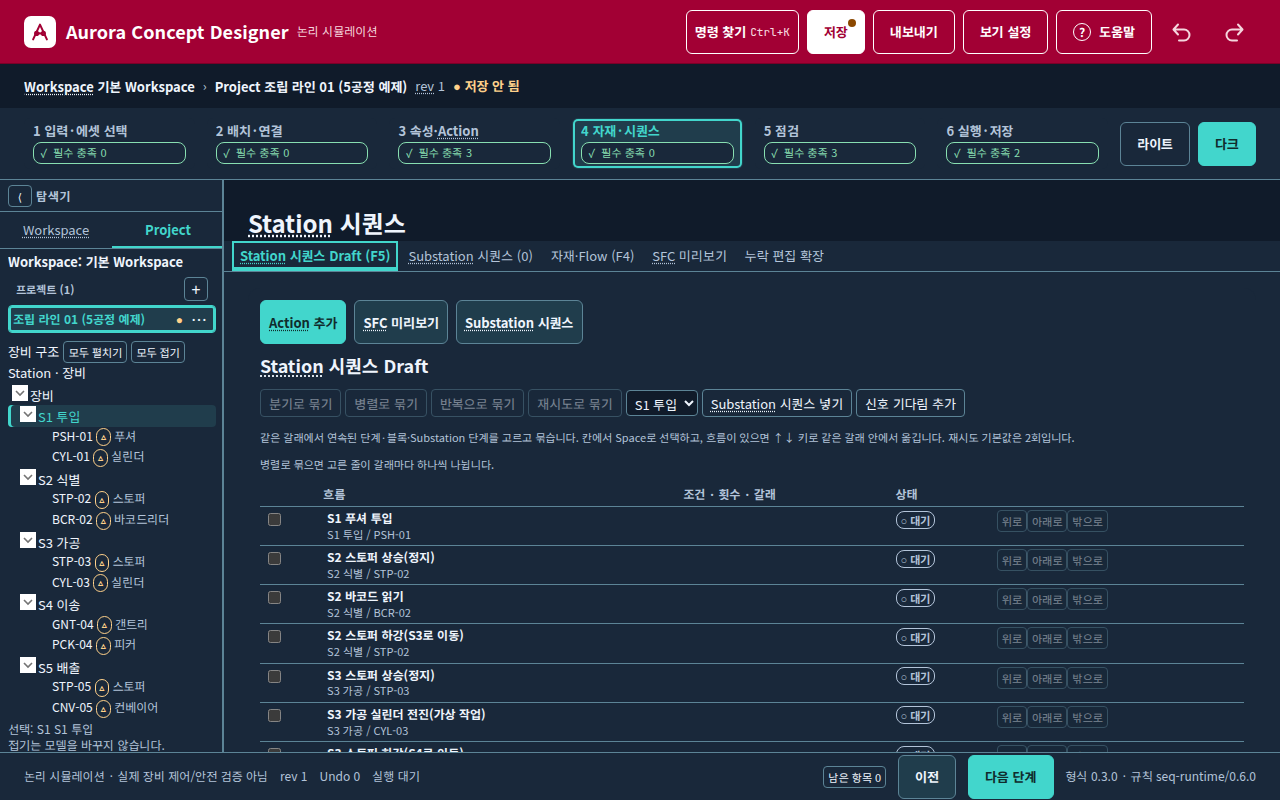 Aurora Concept Designer 논리 시뮬레이션
명령 찾기 Ctrl+K 저장 내보내기 보기 설정 ? 도움말
Workspace 기본 Workspace › Project 조립 라인 01 (5공정 예제) rev 1 ● 저장 안 됨
1 입력·에셋 선택
✓ 필수 충족 0
2 배치·연결
✓ 필수 충족 0
3 속성·Action
✓ 필수 충족 3
4 자재·시퀀스
✓ 필수 충족 0
5 점검
✓ 필수 충족 3
6 실행·저장
✓ 필수 충족 2
라이트 다크
⟨ 탐색기
Workspace Project
Workspace: 기본 Workspace
프로젝트 (1) +
조립 라인 01 (5공정 예제) ● ···
장비 구조 모두 펼치기 모두 접기
Station · 장비
장비
S1 투입
PSH-01 푸셔
CYL-01 실린더
S2 식별
STP-02 스토퍼
BCR-02 바코드리더
S3 가공
STP-03 스토퍼
CYL-03 실린더
S4 이송
GNT-04 갠트리
PCK-04 피커
S5 배출
STP-05 스토퍼
CNV-05 컨베이어
선택: S1 S1 투입
접기는 모델을 바꾸지 않습니다.
Station 시퀀스
Station 시퀀스 Draft (F5) Substation 시퀀스 (0) 자재·Flow (F4) SFC 미리보기 누락 편집 확장
Action 추가 SFC 미리보기 Substation 시퀀스
Station 시퀀스 Draft
분기로 묶기 병렬로 묶기 반복으로 묶기 재시도로 묶기 S1 투입 Substation 시퀀스 넣기 신호 기다림 추가
같은 갈래에서 연속된 단계·블록·Substation 단계를 고르고 묶습니다. 칸에서 Space로 선택하고, 흐름이 있으면 ↑↓ 키로 같은 갈래 안에서 옮깁니다. 재시도 기본값은 2회입니다.
병렬로 묶으면 고른 줄이 갈래마다 하나씩 나뉩니다.
흐름 조건 · 횟수 · 갈래 상태
S1 푸셔 투입 ○ 대기 위로 아래로 밖으로
S1 투입 / PSH-01
S2 스토퍼 상승(정지) ○ 대기 위로 아래로 밖으로
S2 식별 / STP-02
S2 바코드 읽기 ○ 대기 위로 아래로 밖으로
S2 식별 / BCR-02
S2 스토퍼 하강(S3로 이동) ○ 대기 위로 아래로 밖으로
S2 식별 / STP-02
S3 스토퍼 상승(정지) ○ 대기 위로 아래로 밖으로
S3 가공 / STP-03
S3 가공 실린더 전진(가상 작업) ○ 대기 위로 아래로 밖으로
S3 가공 / CYL-03
논리 시뮬레이션 · 실제 장비 제어/안전 검증 아님 rev 1 Undo 0 실행 대기
남은 항목 0 이전 다음 단계 형식 0.3.0 · 규칙 seq-runtime/0.6.0